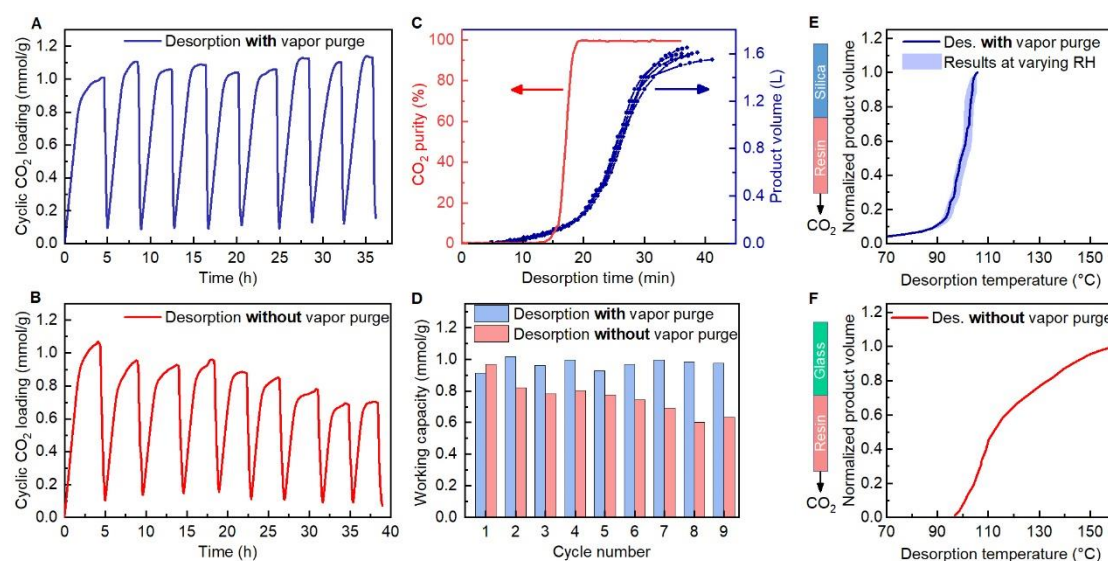 A
Desorption with vapor purge
Cyclic CO2 loading (mmol/g)
1.2
1.0
0.8
0.6
0.4
0.2
0.0
0 5 10 15 20 25 30 35
Time (h)
B
Desorption without vapor purge
Cyclic CO2 loading (mmol/g)
1.2
1.0
0.8
0.6
0.4
0.2
0.0
0 5 10 15 20 25 30 35 40
Time (h)
C
CO2 purity (%)
100
80
60
40
20
0
Product volume (L)
1.6
1.2
0.8
0.4
0.0
0 10 20 30 40
Desorption time (min)
D
Desorption with vapor purge
Desorption without vapor purge
Working capacity (mmol/g)
1.2
1.0
0.8
0.6
0.4
0.2
0.0
1 2 3 4 5 6 7 8 9
Cycle number
E
Silica
Resin
CO2
Des. with vapor purge
Results at varying RH
Normalized product volume
1.2
1.0
0.8
0.6
0.4
0.2
0.0
70 90 110 130 150
Desorption temperature (°C)
F
Glass
Resin
CO2
Des. without vapor purge
Normalized product volume
1.2
1.0
0.8
0.6
0.4
0.2
0.0
70 90 110 130 150
Desorption temperature (°C)